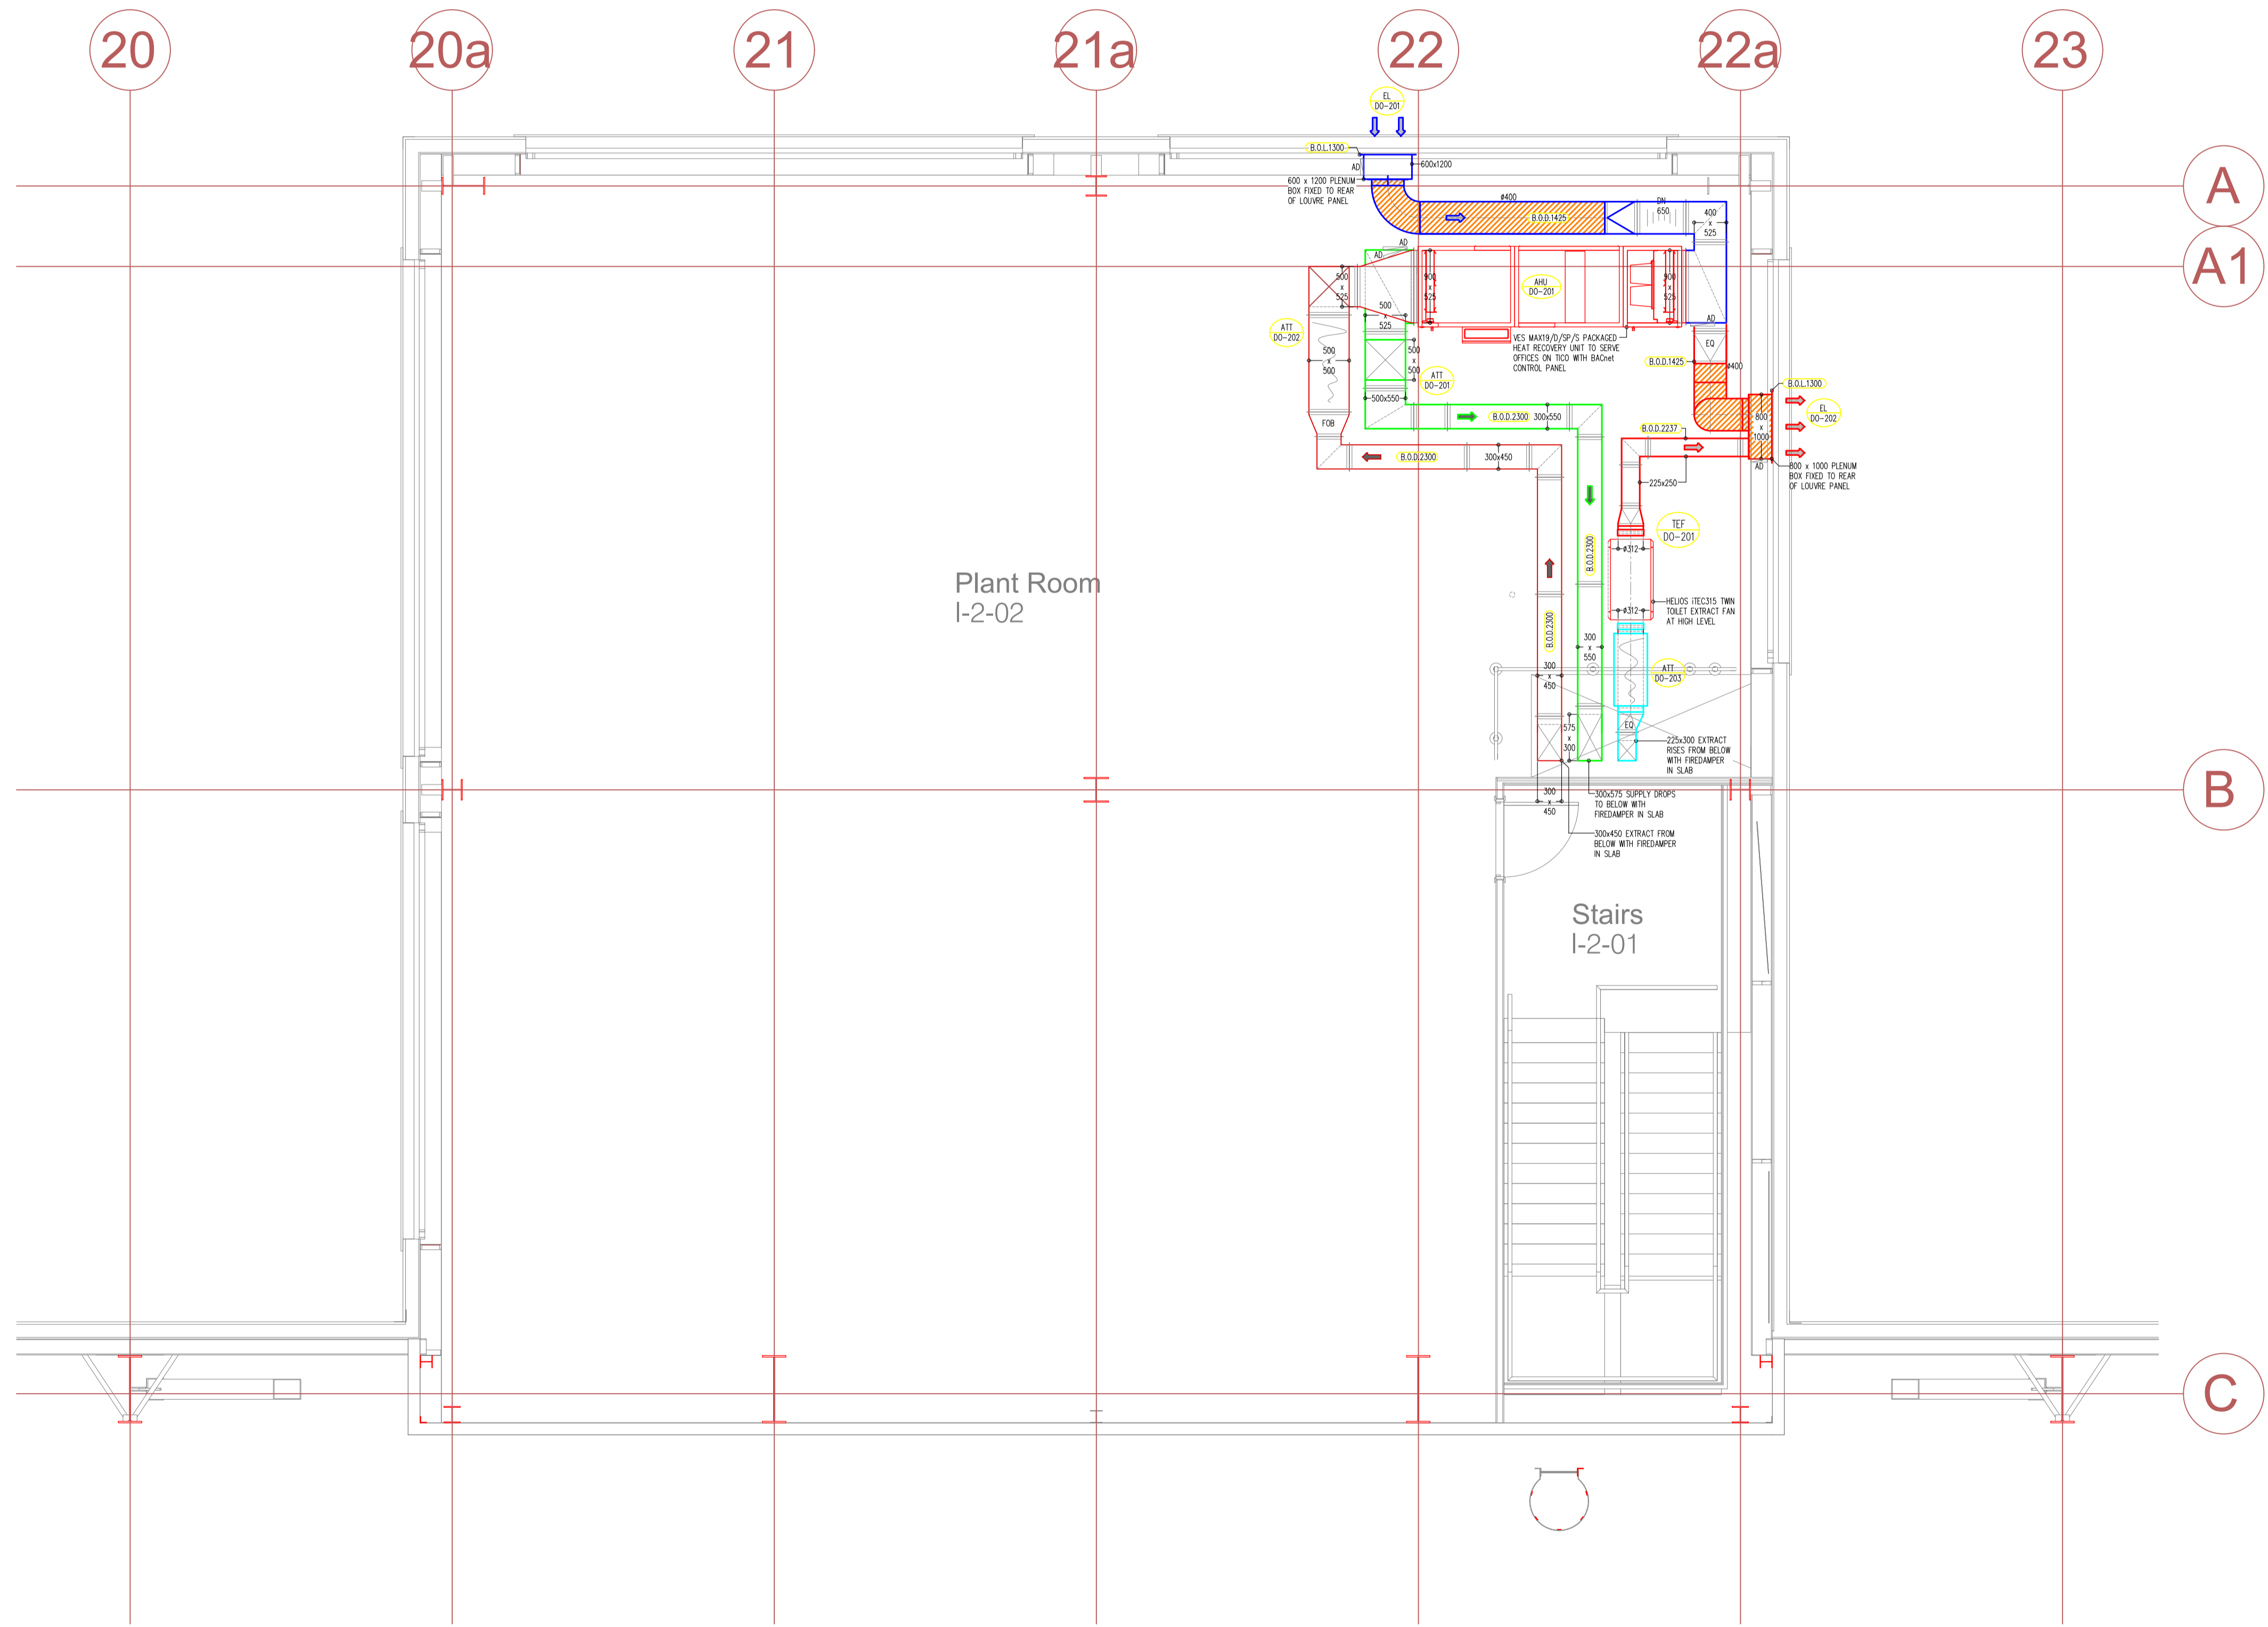 20
20a
21
21a
22
22a
23
A
A1
B
C
EL
DO-201
B.O.L.1300
AD
600x1200
600 x 1200 PLENUM
BOX FIXED TO REAR
OF LOUVRE PANEL
ø400
B.O.D.1425
DN
650
400
x
525
AD
AD
500
x
525
500
x
525
900
x
525
AHU
DO-201
900
x
525
AD
ATT
DO-202
500
x
500
500
x
500
ATT
DO-201
500x550
VES MAX19/D/SP/S PACKAGED
HEAT RECOVERY UNIT TO SERVE
OFFICES ON TICO WITH BACnet
CONTROL PANEL
EQ
B.O.D.1425
ø400
B.O.L.1300
EL
DO-202
800
x
1000
AD
800 x 1000 PLENUM
BOX FIXED TO REAR
OF LOUVRE PANEL
FOB
B.O.D.2300
300x550
B.O.D.2237
B.O.D.2300
300x450
225x250
TEF
DO-201
B.O.D.2300
ø312
Plant Room
I-2-02
ø312
HELIOS iTEC315 TWIN
TOILET EXTRACT FAN
AT HIGH LEVEL
B.O.D.2300
300
x
550
300
x
450
ATT
DO-203
575
x
300
EQ
225x300 EXTRACT
RISES FROM BELOW
WITH FIREDAMPER
IN SLAB
300
x
450
300x575 SUPPLY DROPS
TO BELOW WITH
FIREDAMPER IN SLAB
300x450 EXTRACT FROM
BELOW WITH FIREDAMPER
IN SLAB
Stairs
I-2-01